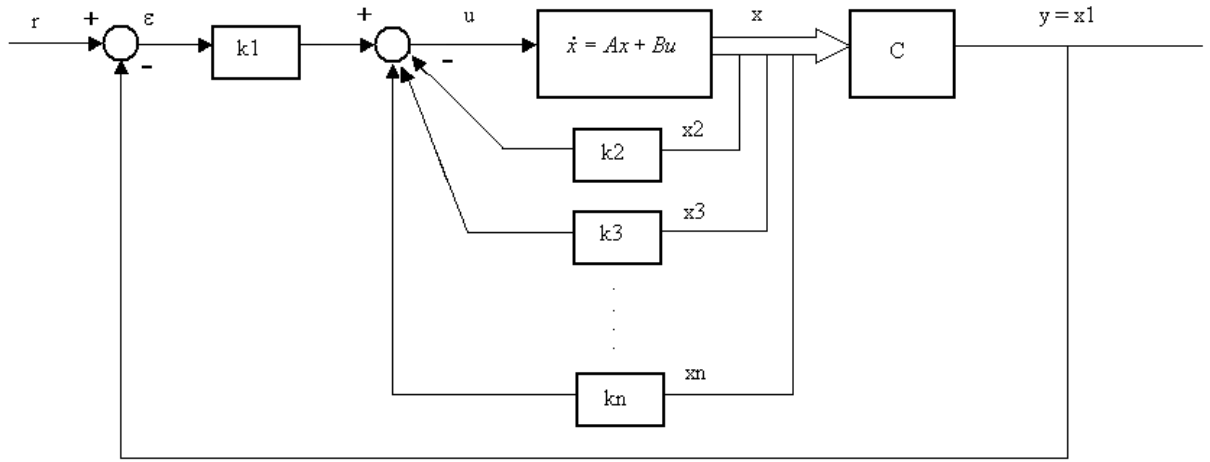 r
+
ε
-
k1
+
u
-
ẋ = Ax + Bu
x
C
y = x1
k2
x2
k3
x3
kn
xn